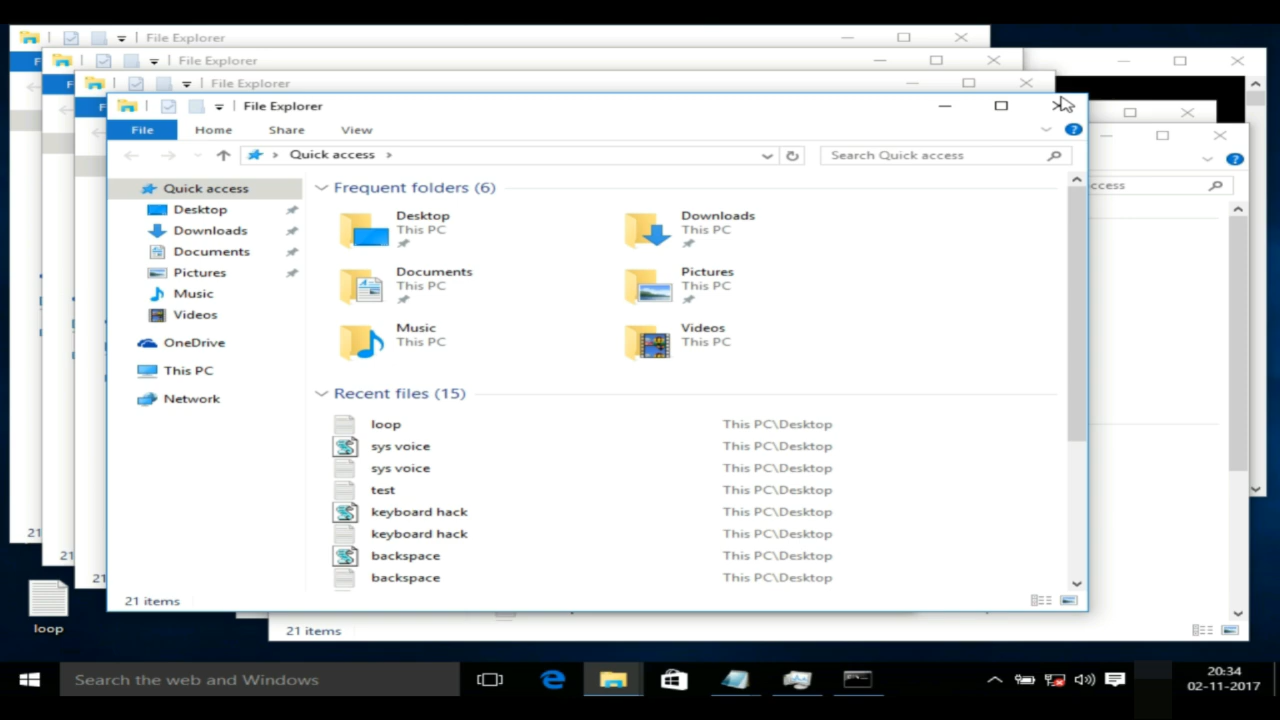 File Explorer
File Explorer
File Explorer
File Explorer
File Home Share View
Quick access
Search Quick access
Quick access
Desktop
Downloads
Documents
Pictures
Music
Videos
OneDrive
This PC
Network
Frequent folders (6)
Desktop
This PC
Downloads
This PC
Documents
This PC
Pictures
This PC
Music
This PC
Videos
This PC
Recent files (15)
loop This PC\Desktop
sys voice This PC\Desktop
sys voice This PC\Desktop
test This PC\Desktop
keyboard hack This PC\Desktop
keyboard hack This PC\Desktop
backspace This PC\Desktop
backspace This PC\Desktop
21 items
21
21
21
21 items
loop
Search the web and Windows
20:34
02-11-2017